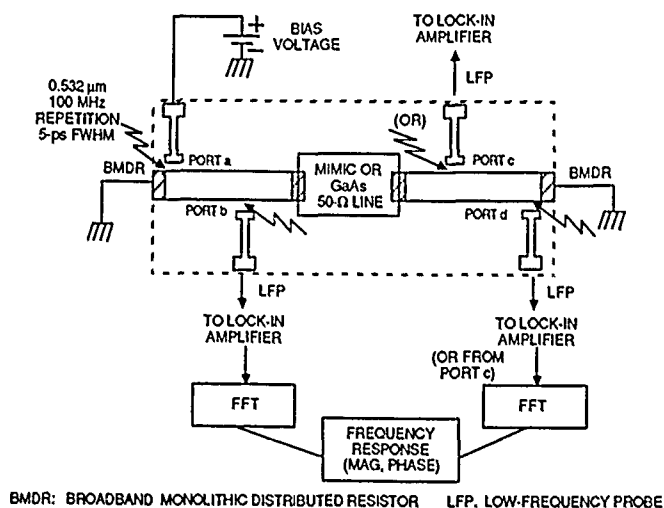 BIAS
VOLTAGE
TO LOCK-IN
AMPLIFIER
0.532 µm
100 MHz
REPETITION
5-ps FWHM
LFP
(OR)
BMDR
PORT a
MIMIC OR
GaAs
50-Ω LINE
PORT c
BMDR
PORT b
PORT d
LFP
LFP
TO LOCK-IN
AMPLIFIER
TO LOCK-IN
AMPLIFIER
(OR FROM
PORT c)
FFT
FFT
FREQUENCY
RESPONSE
(MAG, PHASE)
BMDR: BROADBAND MONOLITHIC DISTRIBUTED RESISTOR LFP, LOW-FREQUENCY PROBE